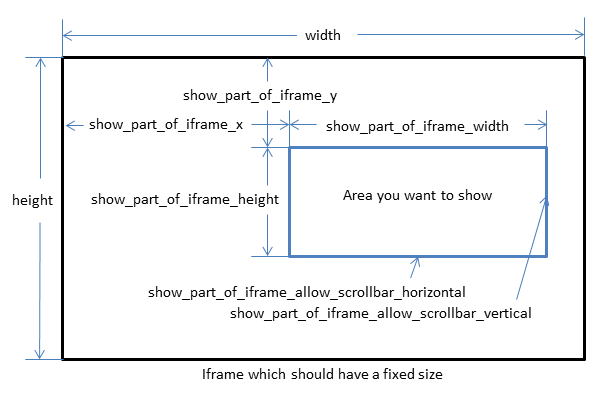 width
show_part_of_iframe_y
show_part_of_iframe_x
show_part_of_iframe_width
height
show_part_of_iframe_height
Area you want to show
show_part_of_iframe_allow_scrollbar_horizontal
show_part_of_iframe_allow_scrollbar_vertical
Iframe which should have a fixed size